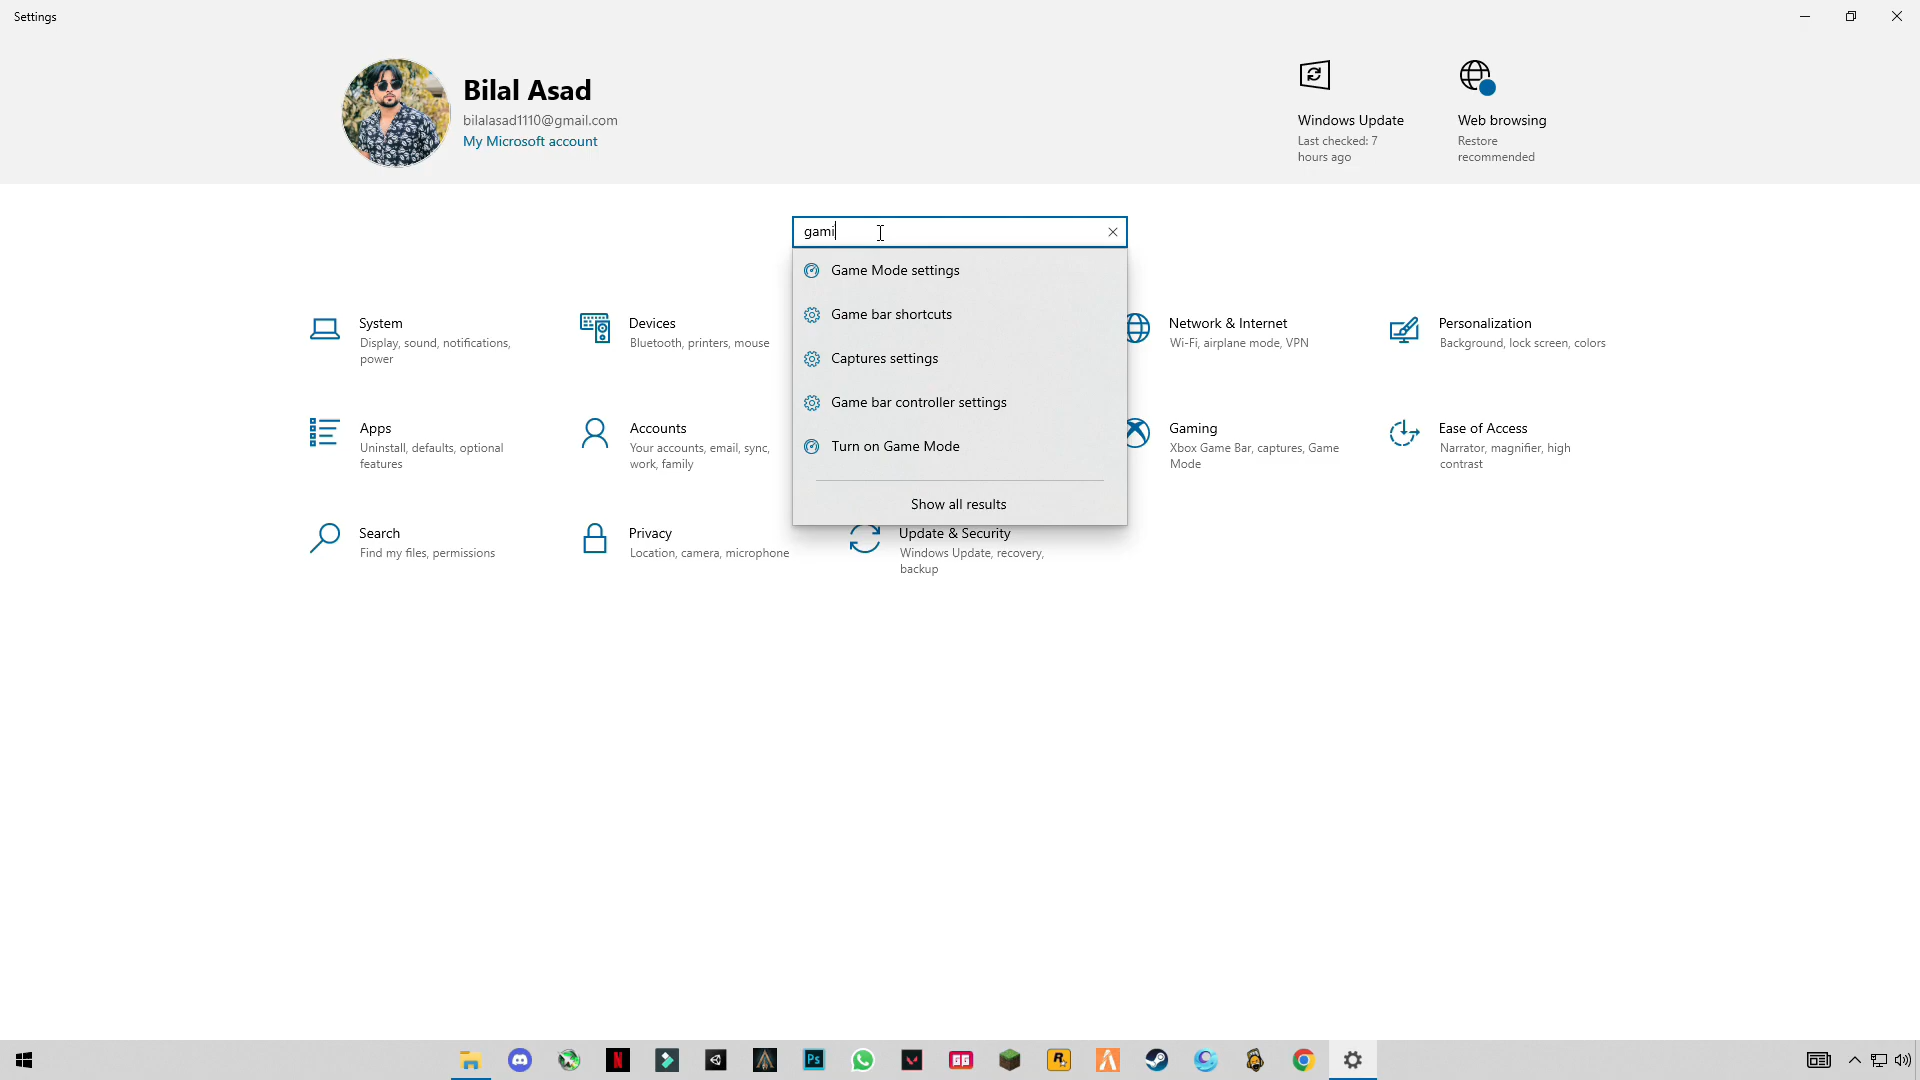 Settings
Bilal Asad
bilalasad1110@gmail.com
My Microsoft account
Windows Update
Last checked: 7
hours ago
Web browsing
Restore
recommended
gami
Game Mode settings
Game bar shortcuts
Captures settings
Game bar controller settings
Turn on Game Mode
Show all results
System
Display, sound, notifications,
power
Devices
Bluetooth, printers, mouse
Network & Internet
Wi-Fi, airplane mode, VPN
Personalization
Background, lock screen, colors
Apps
Uninstall, defaults, optional
features
Accounts
Your accounts, email, sync,
work, family
Gaming
Xbox Game Bar, captures, Game
Mode
Ease of Access
Narrator, magnifier, high
contrast
Search
Find my files, permissions
Privacy
Location, camera, microphone
Update & Security
Windows Update, recovery,
backup
N
Ps
GG
R